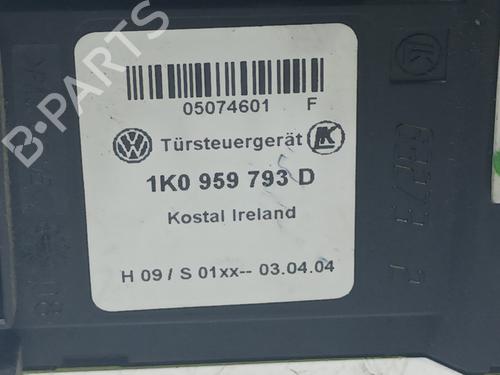 B-PARTS
05074601 F
Türsteuergerät
1K0 959 793 D
Kostal Ireland
H 09 / S 01xx-- 03.04.04